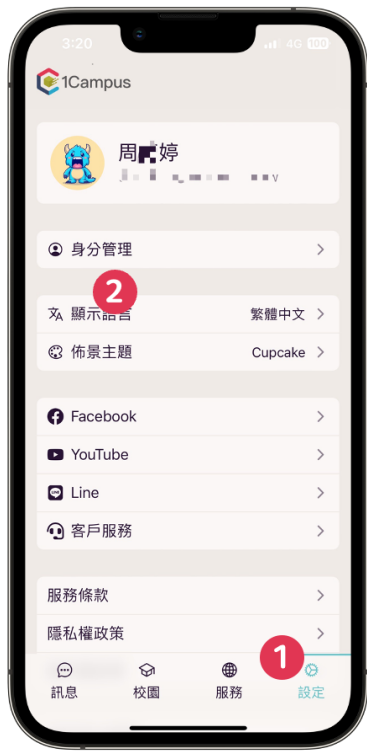 3:20 4G 100
1Campus
周 婷
身分管理
2
顯示語言 繁體中文
佈景主題 Cupcake
Facebook
YouTube
Line
客戶服務
服務條款
隱私權政策
1
訊息 校園 服務 設定